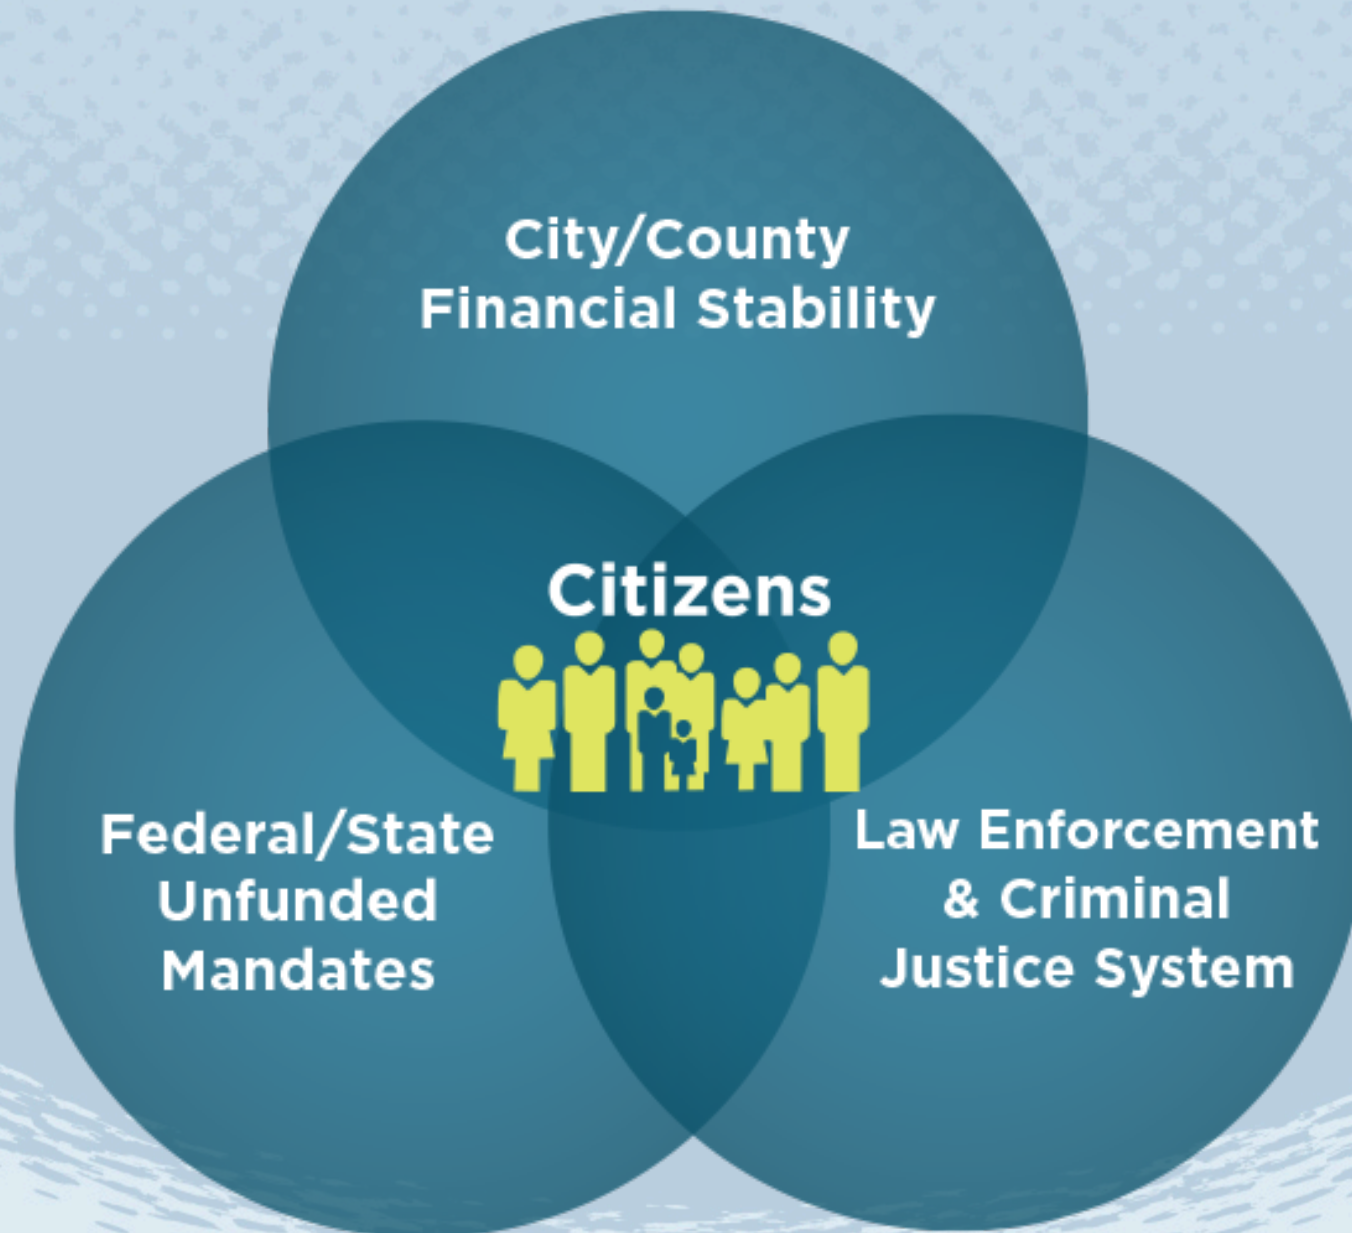 City/County
Financial Stability
Citizens
Federal/State
Unfunded
Mandates
Law Enforcement
& Criminal
Justice System